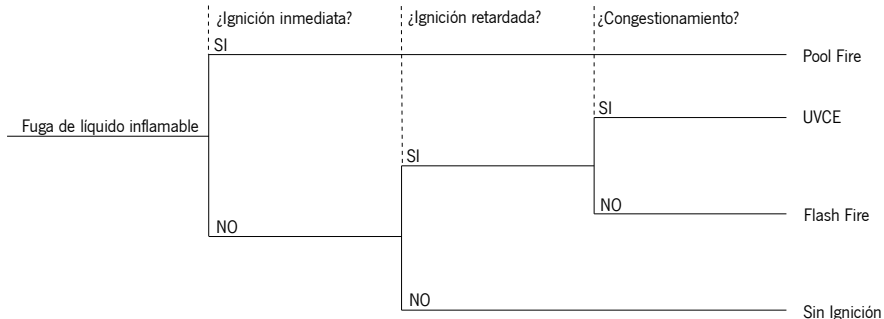 ¿Ignición inmediata?
¿Ignición retardada?
¿Congestionamiento?
SI
Pool Fire
SI
UVCE
Fuga de líquido inflamable
SI
NO
Flash Fire
NO
NO
Sin Ignición